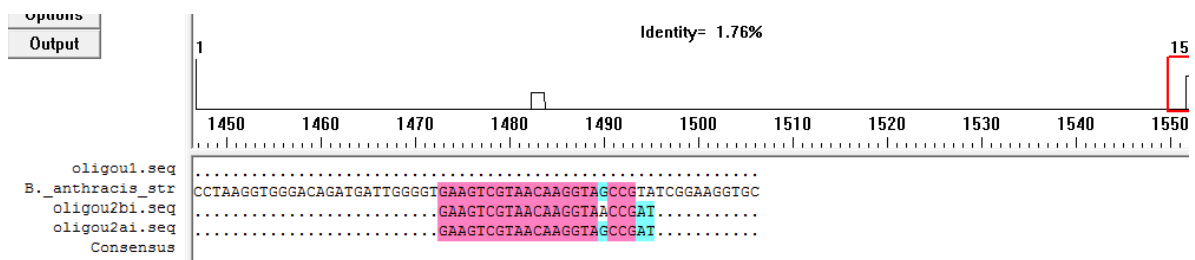 Options
Output
Identity= 1.76%
1
15
1450 1460 1470 1480 1490 1500 1510 1520 1530 1540 1550
oligou1.seq ............................................................
B._anthracis_str CCTAAGGTGGGACAGATGATTGGGGTGAAGTCGTAACAAGGTAGCCGTATCGGAAGGTGC
oligou2bi.seq ..........................GAAGTCGTAACAAGGTAACCGAT...........
oligou2ai.seq ..........................GAAGTCGTAACAAGGTAGCCGAT...........
Consensus